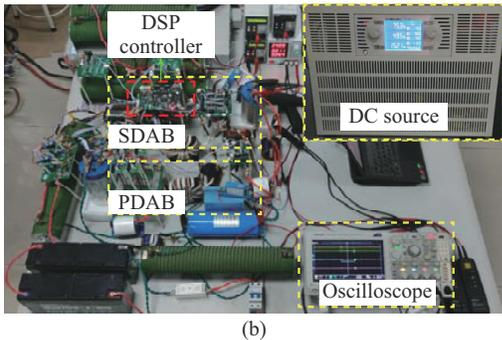 DSP
controller
SDAB
DC source
PDAB
Oscilloscope
(b)